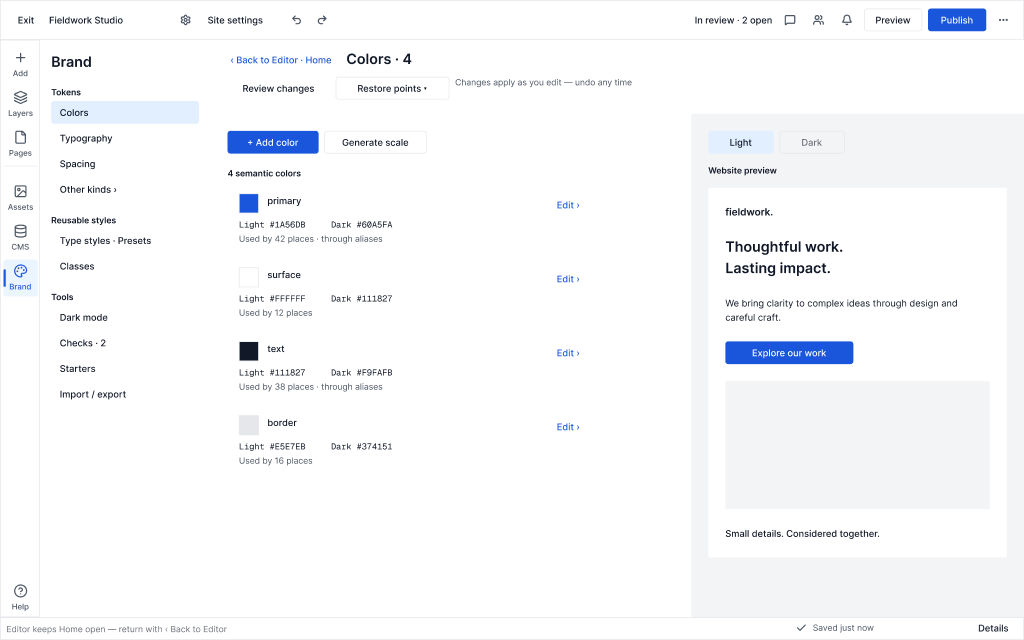 Exit
Fieldwork Studio
Site settings
In review · 2 open
Preview
Publish
Add
Layers
Pages
Assets
CMS
Brand
Help
Brand
Tokens
Colors
Typography
Spacing
Other kinds ›
Reusable styles
Type styles · Presets
Classes
Tools
Dark mode
Checks · 2
Starters
Import / export
‹ Back to Editor · Home
Colors · 4
Review changes
Restore points ▾
Changes apply as you edit — undo any time
+ Add color
Generate scale
4 semantic colors
primary
Edit ›
Light #1A56DB Dark #60A5FA
Used by 42 places · through aliases
surface
Edit ›
Light #FFFFFF Dark #111827
Used by 12 places
text
Edit ›
Light #111827 Dark #F9FAFB
Used by 38 places · through aliases
border
Edit ›
Light #E5E7EB Dark #374151
Used by 16 places
Light
Dark
Website preview
fieldwork.
Thoughtful work.
Lasting impact.
We bring clarity to complex ideas through design and
careful craft.
Explore our work
Small details. Considered together.
Editor keeps Home open — return with ‹ Back to Editor
Saved just now
Details